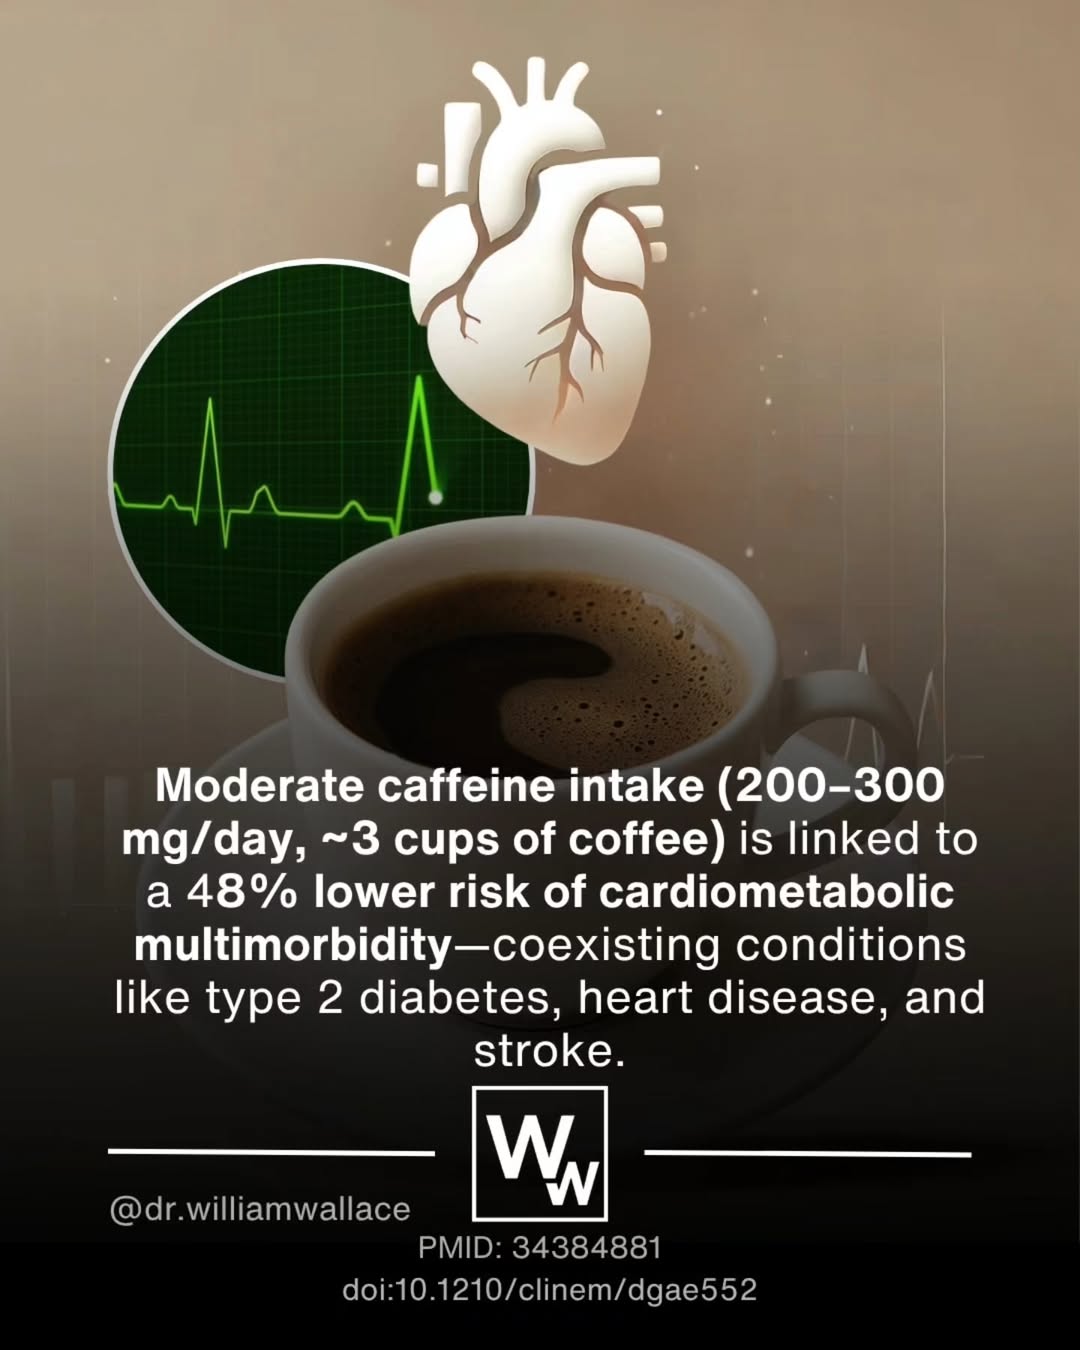 Moderate caffeine intake (200–300
mg/day, ~3 cups of coffee) is linked to
a 48% lower risk of cardiometabolic
multimorbidity—coexisting conditions
like type 2 diabetes, heart disease, and
stroke.
WW
@dr.williamwallace
PMID: 34384881
doi:10.1210/clinem/dgae552